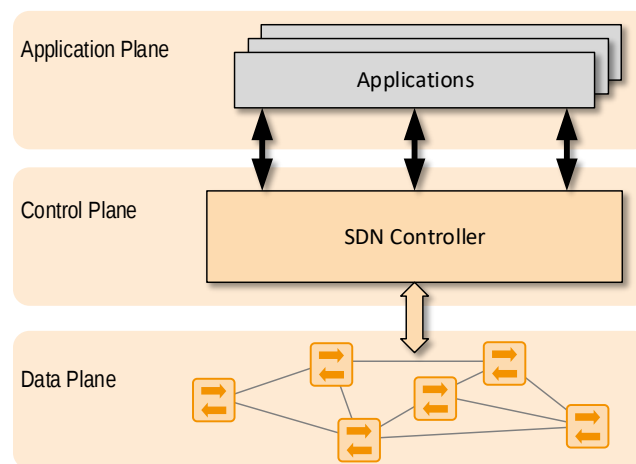 Application Plane
Applications
Control Plane
SDN Controller
Data Plane